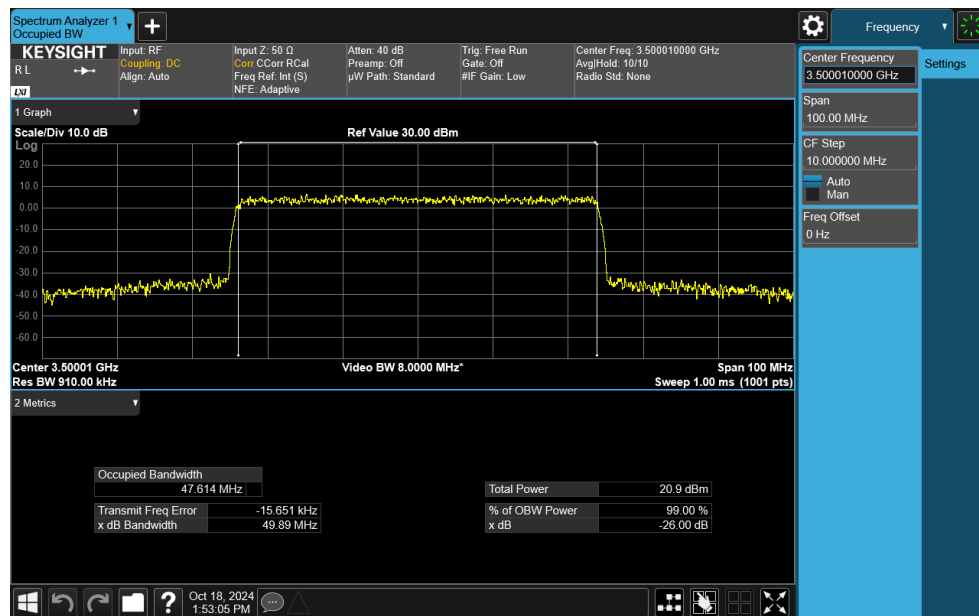 Spectrum Analyzer 1
Occupied BW
+
Frequency
KEYSIGHT
R L
LXI
Input: RF
Coupling: DC
Align: Auto
Input Z: 50 Ω
Corr CCorr RCal
Freq Ref: Int (S)
NFE: Adaptive
Atten: 40 dB
Preamp: Off
µW Path: Standard
Trig: Free Run
Gate: Off
#IF Gain: Low
Center Freq: 3.500010000 GHz
Avg|Hold: 10/10
Radio Std: None
Center Frequency
3.500010000 GHz
Settings
Span
100.00 MHz
CF Step
10.000000 MHz
Auto
Man
Freq Offset
0 Hz
1 Graph
Scale/Div 10.0 dB
Ref Value 30.00 dBm
Log
20.0
10.0
0.00
-10.0
-20.0
-30.0
-40.0
-50.0
-60.0
Center 3.50001 GHz
Video BW 8.0000 MHz*
Span 100 MHz
Res BW 910.00 kHz
Sweep 1.00 ms (1001 pts)
2 Metrics
Occupied Bandwidth
47.614 MHz
Total Power 20.9 dBm
Transmit Freq Error -15.651 kHz
% of OBW Power 99.00 %
x dB Bandwidth 49.89 MHz
x dB -26.00 dB
?
Oct 18, 2024
1:53:05 PM